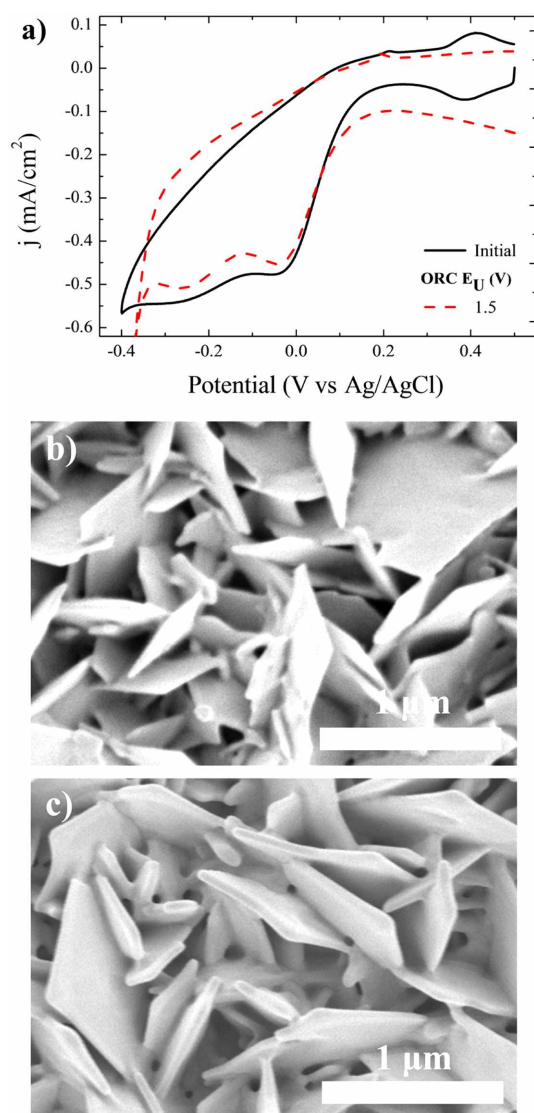 a)
0.1
0.0
-0.1
-0.2
-0.3
-0.4
-0.5
-0.6
j (mA/cm²)
Initial
ORC E_U (V)
1.5
-0.4 -0.2 0.0 0.2 0.4
Potential (V vs Ag/AgCl)
b)
1 μm
c)
1 μm